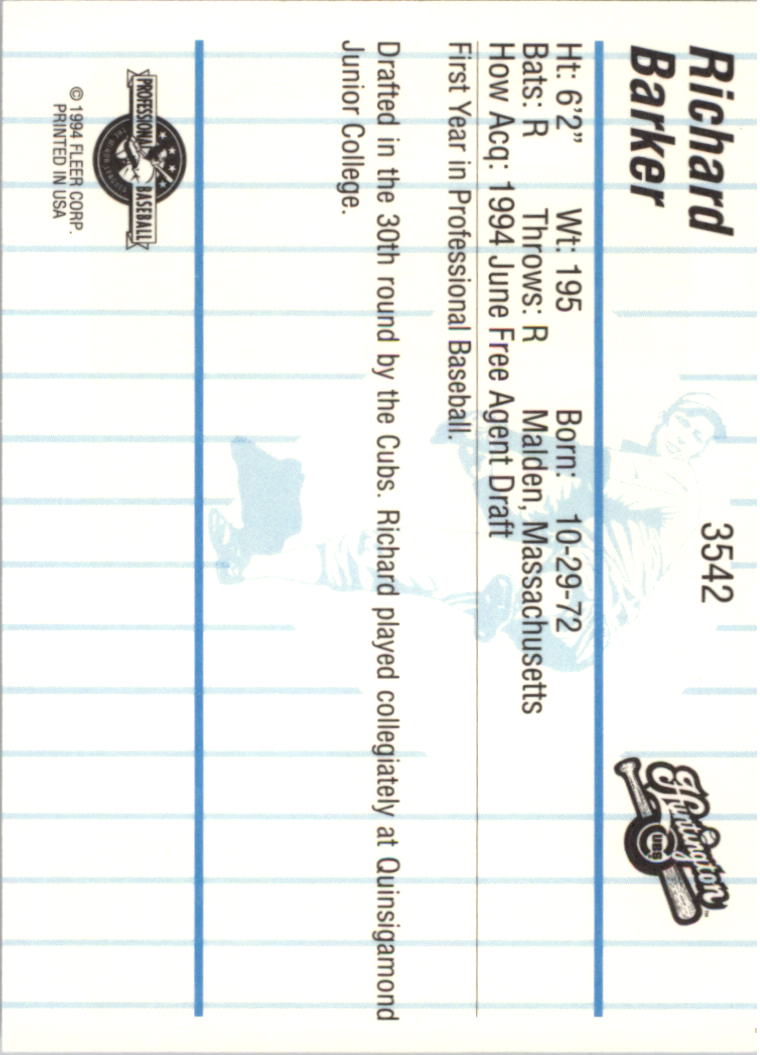 Richard
Barker
3542
Huntington
CUBS
Ht: 6'2" Wt: 195 Born: 10-29-72
Bats: R Throws: R Malden, Massachusetts
How Acq: 1994 June Free Agent Draft
First Year in Professional Baseball.
Drafted in the 30th round by the Cubs. Richard played collegiately at Quinsigamond
Junior College.
PROFESSIONAL BASEBALL
© 1994 FLEER CORP.
PRINTED IN USA